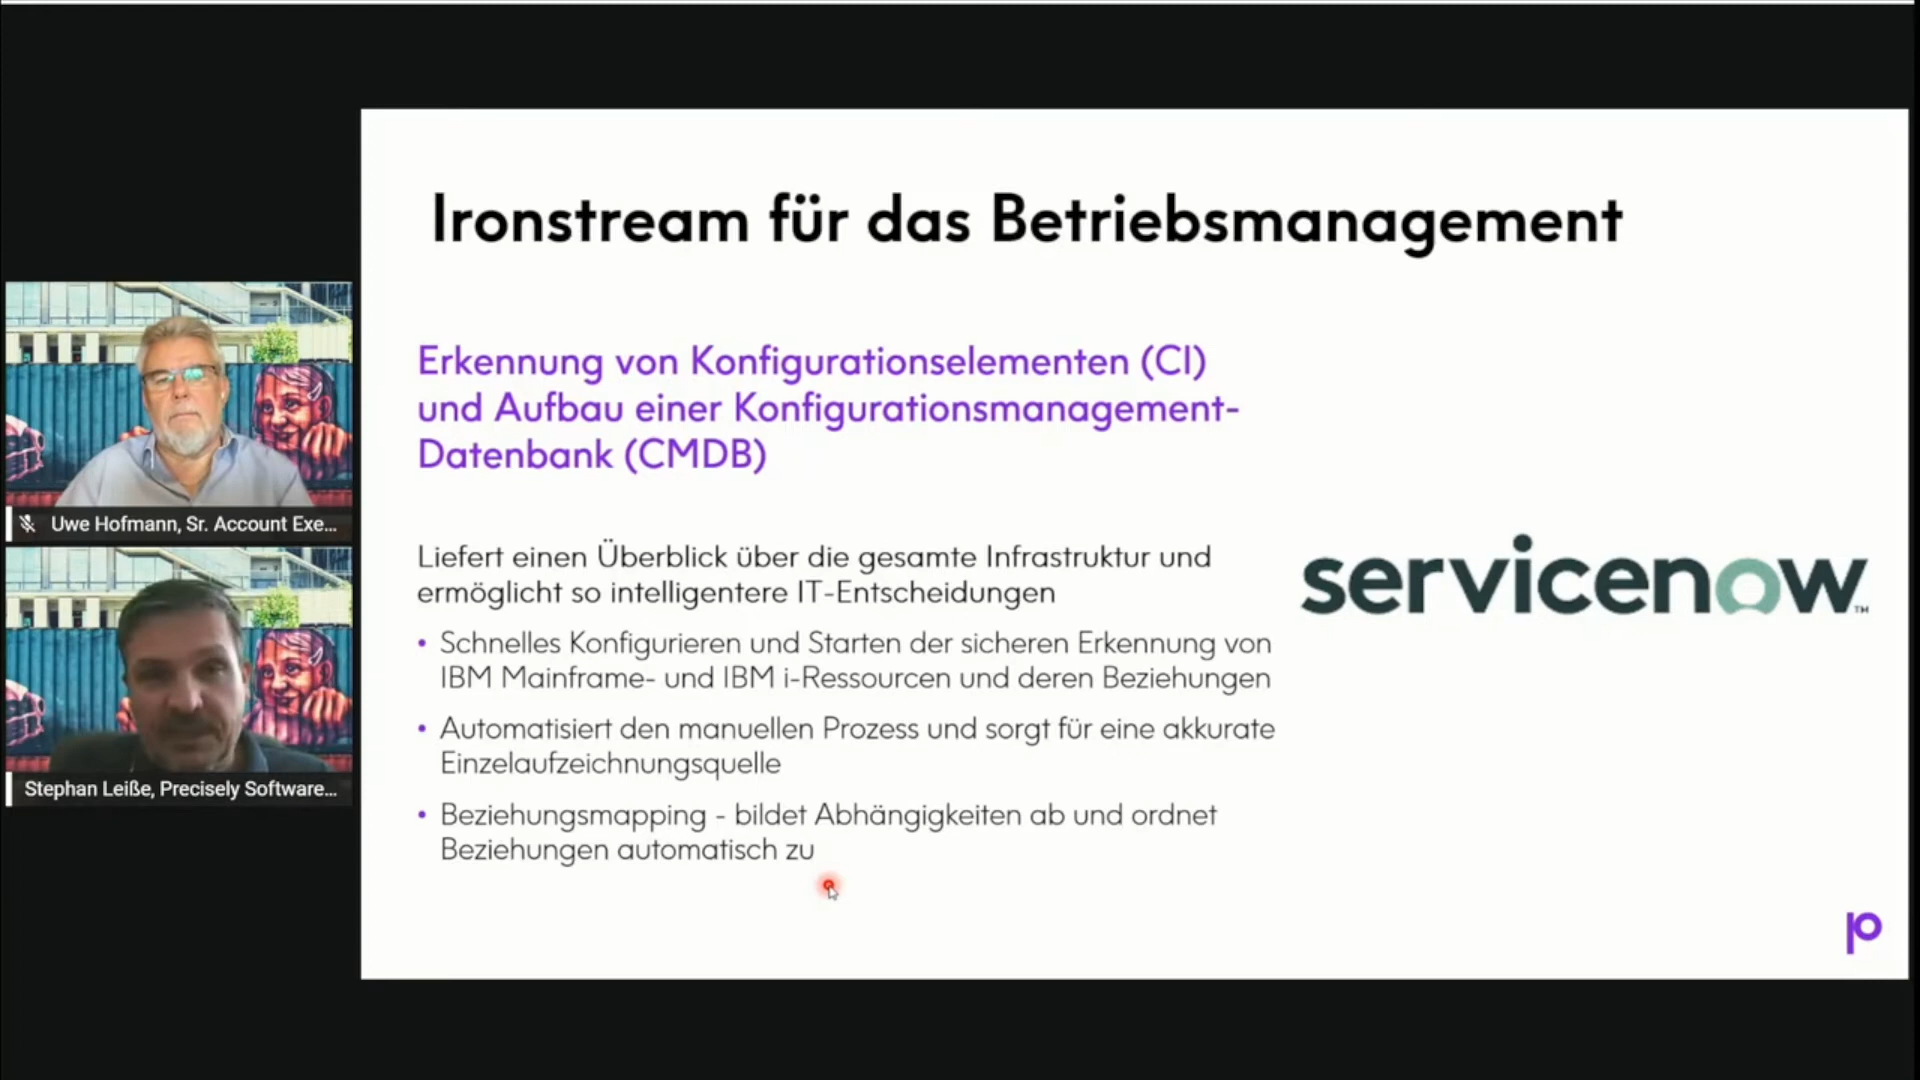 Ironstream für das Betriebsmanagement
Erkennung von Konfigurationselementen (CI)
und Aufbau einer Konfigurationsmanagement-
Datenbank (CMDB)
Liefert einen Überblick über die gesamte Infrastruktur und
ermöglicht so intelligentere IT-Entscheidungen
• Schnelles Konfigurieren und Starten der sicheren Erkennung von
IBM Mainframe- und IBM i-Ressourcen und deren Beziehungen
• Automatisiert den manuellen Prozess und sorgt für eine akkurate
Einzelaufzeichnungsquelle
• Beziehungsmapping - bildet Abhängigkeiten ab und ordnet
Beziehungen automatisch zu
servicenow™
Uwe Hofmann, Sr. Account Exe...
Stephan Leiße, Precisely Software...